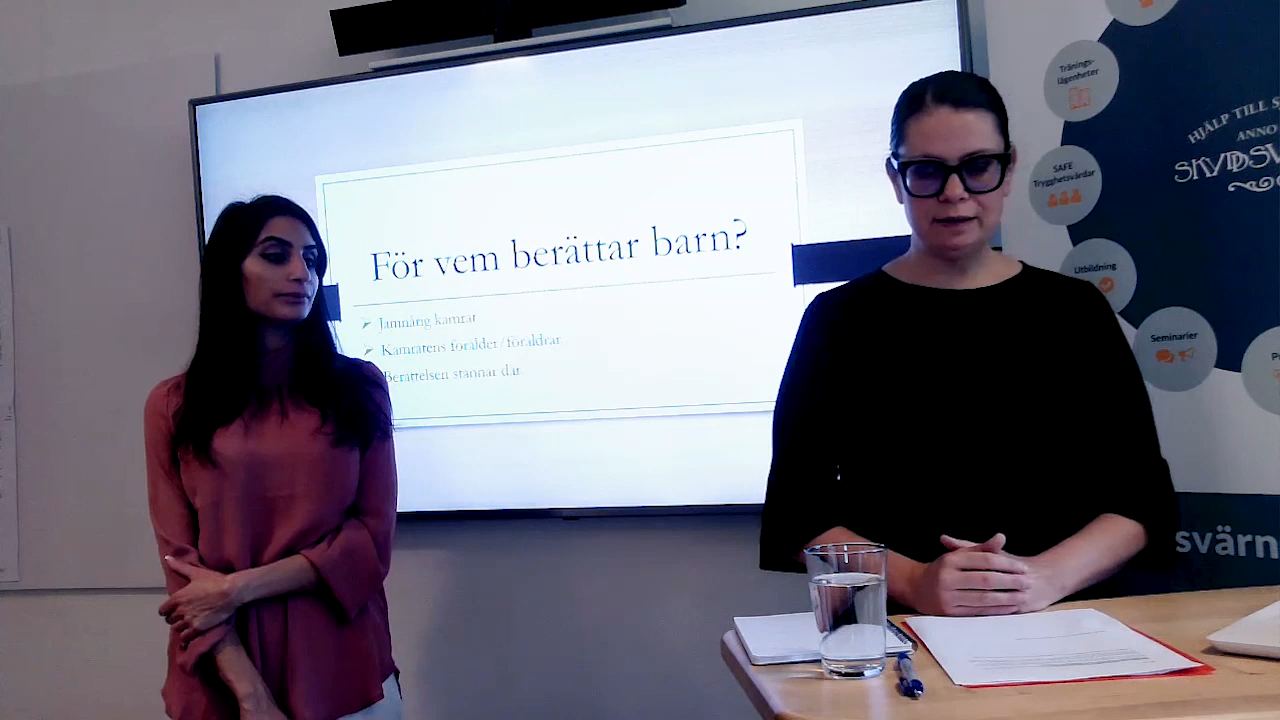 För vem berättar barn?
➤ Jämnårig kamrat
➤ Kamratens förälder/föräldrar
Berättelsen stannar där
Tränings-
lägenheter
SAFE
Trygghetsvärdar
Utbildning
Seminarier
HJÄLP TILL
ANNO
svärn